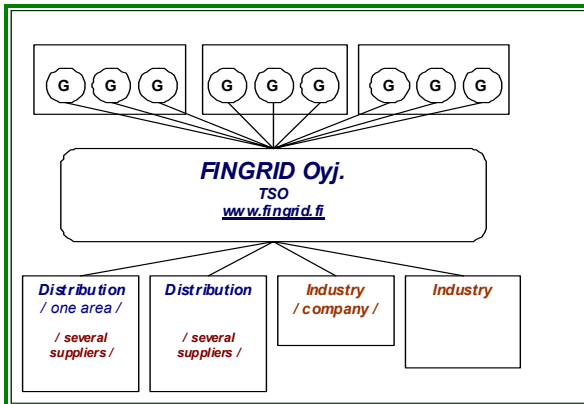 G G G G G G G G G
FINGRID Oyj.
TSO
www.fingrid.fi
Distribution
/ one area /
/ several
suppliers /
Distribution
/ several
suppliers /
Industry
/ company /
Industry